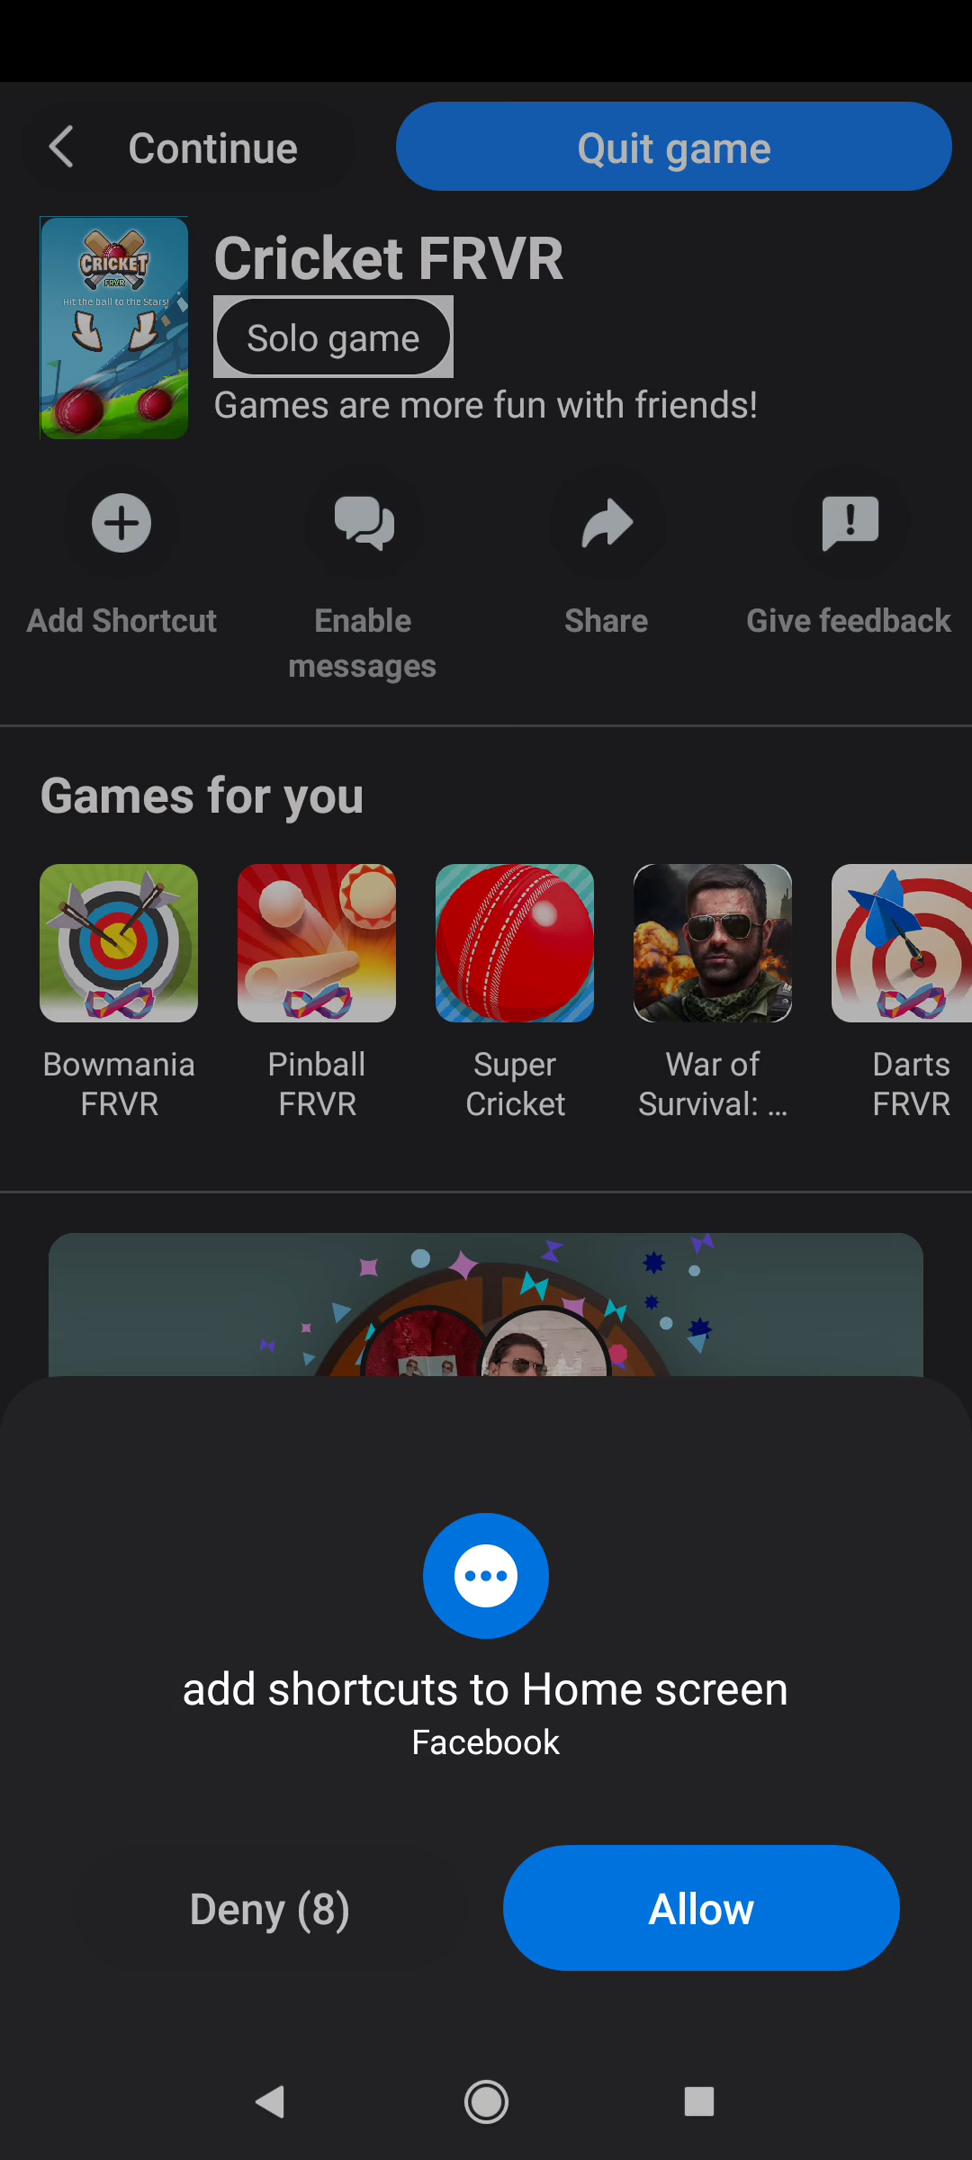 Continue
Quit game
CRICKET
FRVR
Hit the ball to the Stars!
Cricket FRVR
Solo game
Games are more fun with friends!
Add Shortcut
Enable
messages
Share
Give feedback
Games for you
Bowmania
FRVR
Pinball
FRVR
Super
Cricket
War of
Survival: ...
Darts
FRVR
add shortcuts to Home screen
Facebook
Deny (8)
Allow